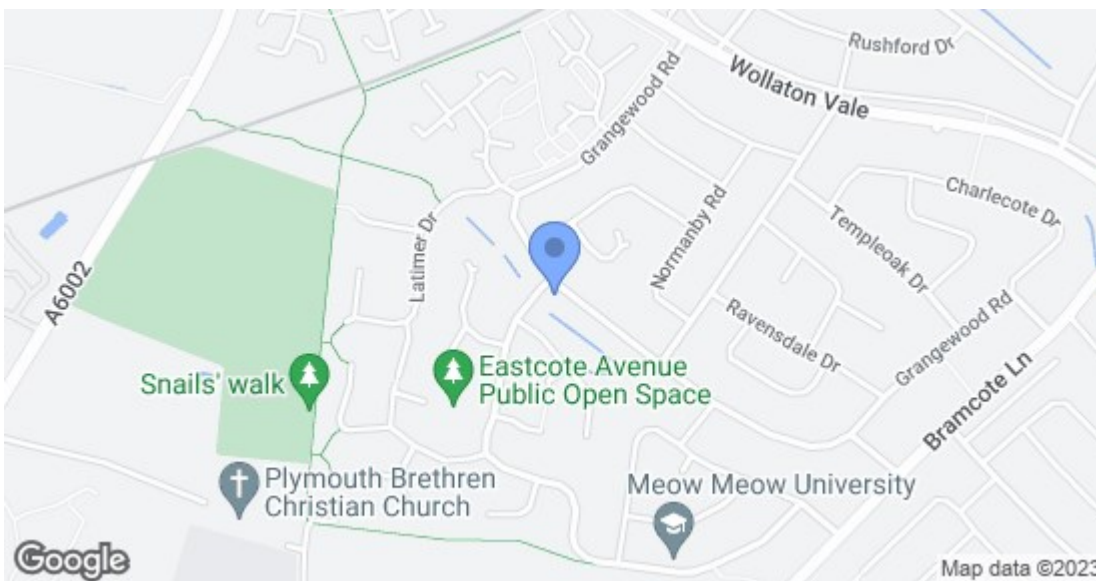 Rushford Dr
Wollaton Vale
Grangewood Rd
Charlecote Dr
Normanby Rd
Templeoak Dr
Latimer Dr
A6002
Ravensdale Dr
Grangewood Rd
Bramcote Ln
Snails' walk
Eastcote Avenue
Public Open Space
Plymouth Brethren
Christian Church
Meow Meow University
Google
Map data ©2023